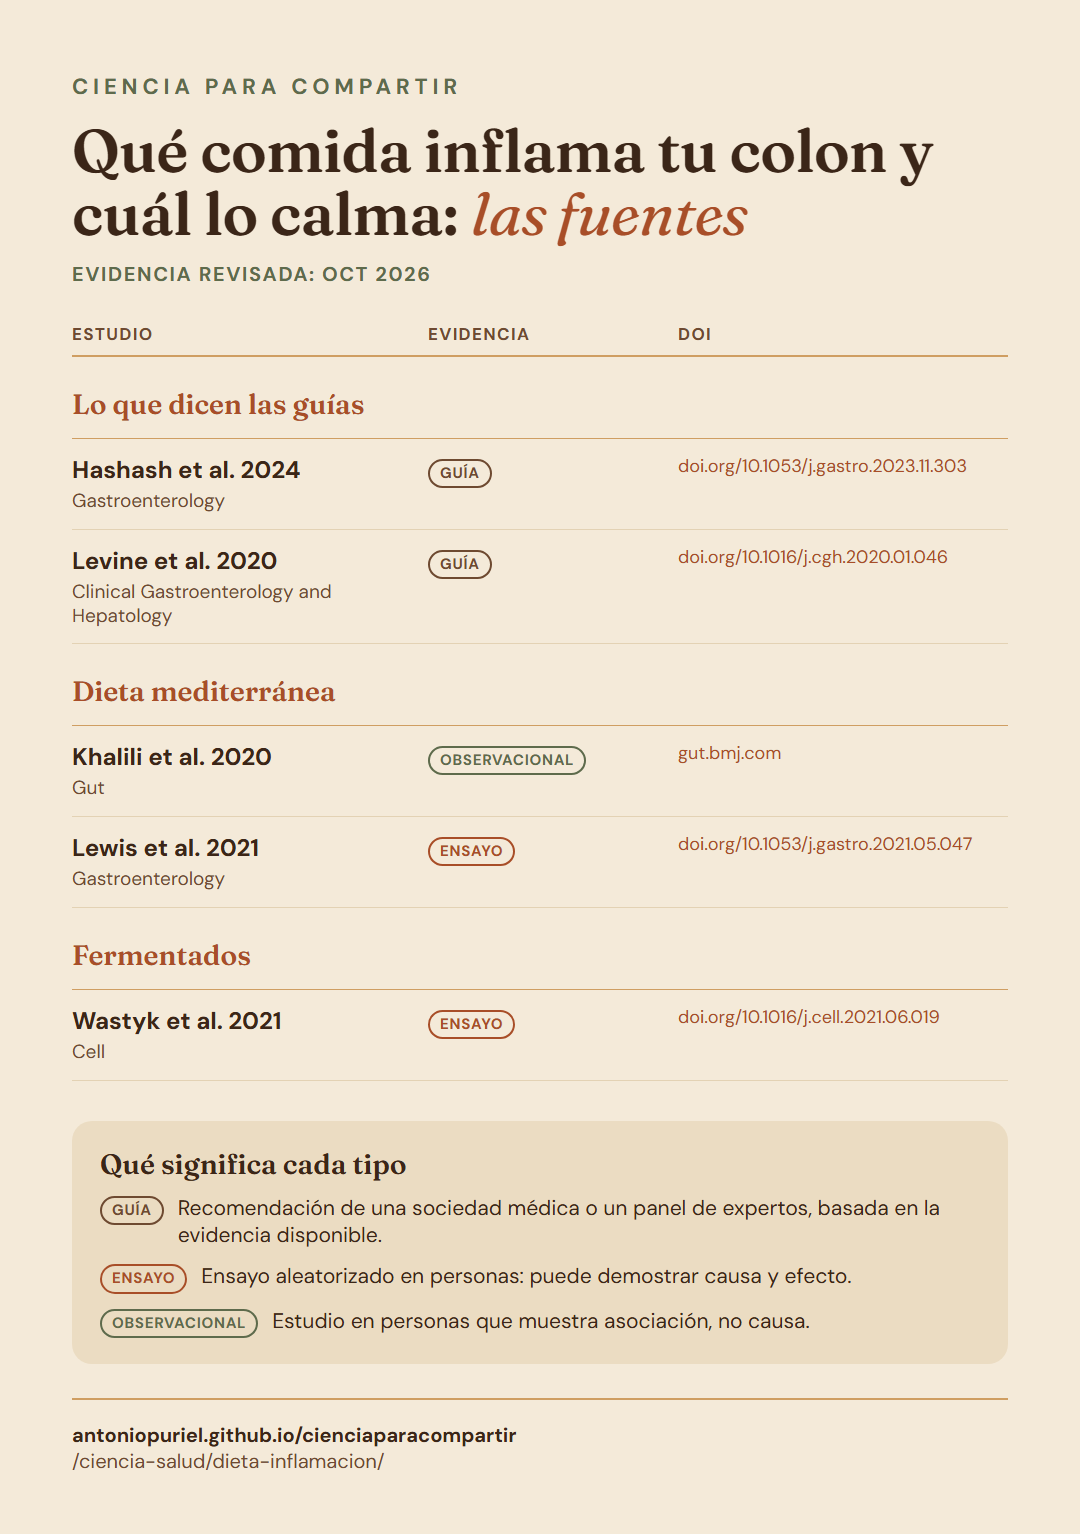 CIENCIA PARA COMPARTIR
Qué comida inflama tu colon y
cuál lo calma: las fuentes
EVIDENCIA REVISADA: OCT 2026
ESTUDIO EVIDENCIA DOI
Lo que dicen las guías
Hashash et al. 2024 GUÍA doi.org/10.1053/j.gastro.2023.11.303
Gastroenterology
Levine et al. 2020 GUÍA doi.org/10.1016/j.cgh.2020.01.046
Clinical Gastroenterology and
Hepatology
Dieta mediterránea
Khalili et al. 2020 OBSERVACIONAL gut.bmj.com
Gut
Lewis et al. 2021 ENSAYO doi.org/10.1053/j.gastro.2021.05.047
Gastroenterology
Fermentados
Wastyk et al. 2021 ENSAYO doi.org/10.1016/j.cell.2021.06.019
Cell
Qué significa cada tipo
GUÍA Recomendación de una sociedad médica o un panel de expertos, basada en la
evidencia disponible.
ENSAYO Ensayo aleatorizado en personas: puede demostrar causa y efecto.
OBSERVACIONAL Estudio en personas que muestra asociación, no causa.
antoniopuriel.github.io/cienciaparacompartir
/ciencia-salud/dieta-inflamacion/